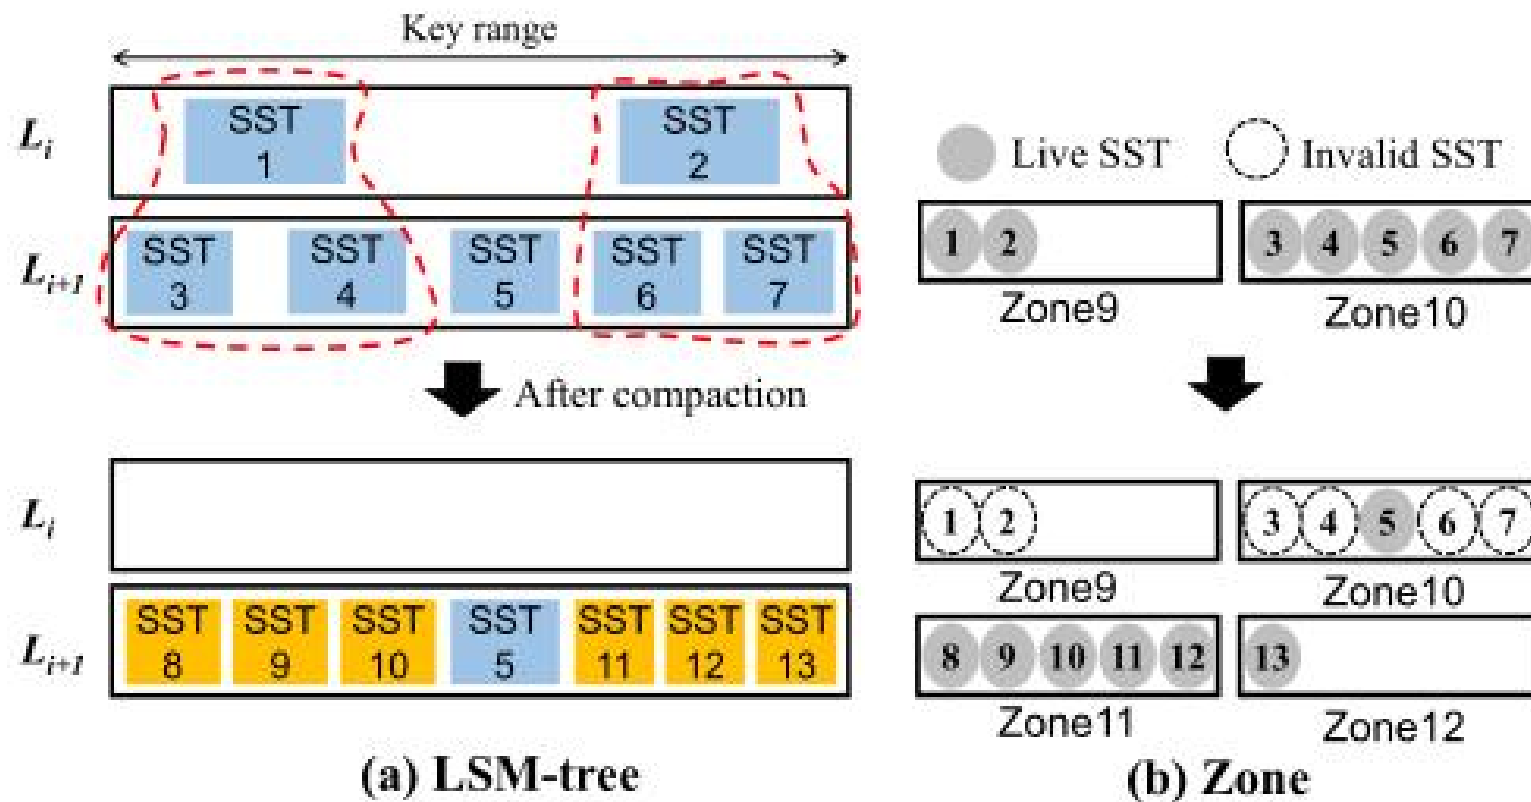 Key range
L_i
SST
1
SST
2
L_{i+1}
SST
3
SST
4
SST
5
SST
6
SST
7
After compaction
L_i
L_{i+1}
SST
8
SST
9
SST
10
SST
5
SST
11
SST
12
SST
13
(a) LSM-tree
Live SST
Invalid SST
1 2
Zone9
3 4 5 6 7
Zone10
1 2
Zone9
3 4 5 6 7
Zone10
8 9 10 11 12
Zone11
13
Zone12
(b) Zone